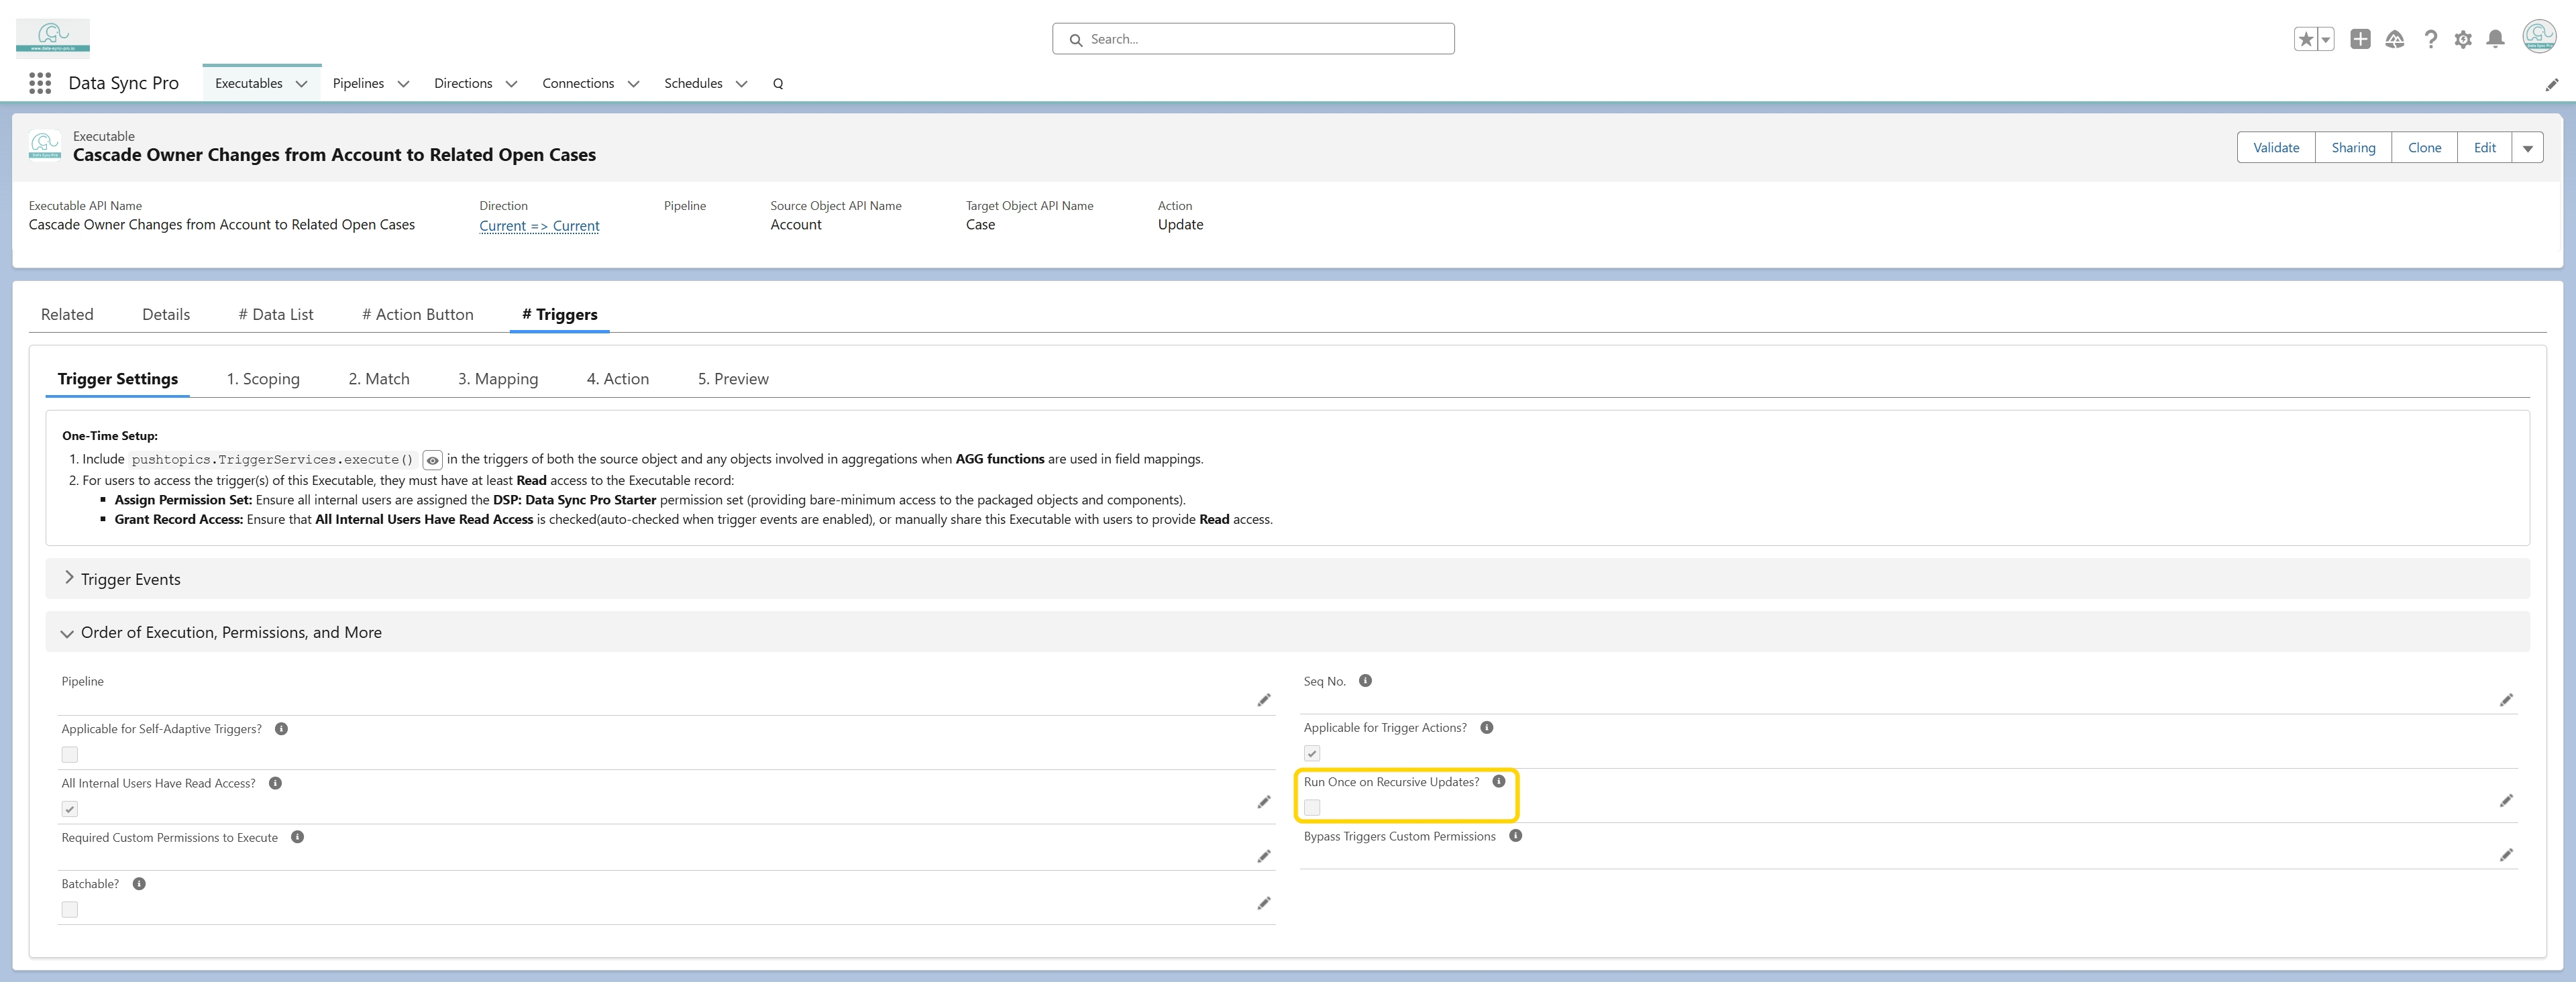 www.data-sync-pro.io
Search...
Data Sync Pro
Executables
Pipelines
Directions
Connections
Schedules
Q
Executable
Cascade Owner Changes from Account to Related Open Cases
Validate
Sharing
Clone
Edit
Executable API Name
Direction
Pipeline
Source Object API Name
Target Object API Name
Action
Cascade Owner Changes from Account to Related Open Cases
Current => Current
Account
Case
Update
Related
Details
# Data List
# Action Button
# Triggers
Trigger Settings
1. Scoping
2. Match
3. Mapping
4. Action
5. Preview
One-Time Setup:
1. Include pushtopics.TriggerServices.execute() in the triggers of both the source object and any objects involved in aggregations when AGG functions are used in field mappings.
2. For users to access the trigger(s) of this Executable, they must have at least Read access to the Executable record:
Assign Permission Set: Ensure all internal users are assigned the DSP: Data Sync Pro Starter permission set (providing bare-minimum access to the packaged objects and components).
Grant Record Access: Ensure that All Internal Users Have Read Access is checked(auto-checked when trigger events are enabled), or manually share this Executable with users to provide Read access.
Trigger Events
Order of Execution, Permissions, and More
Pipeline
Seq No.
Applicable for Self-Adaptive Triggers?
Applicable for Trigger Actions?
All Internal Users Have Read Access?
Run Once on Recursive Updates?
Required Custom Permissions to Execute
Bypass Triggers Custom Permissions
Batchable?